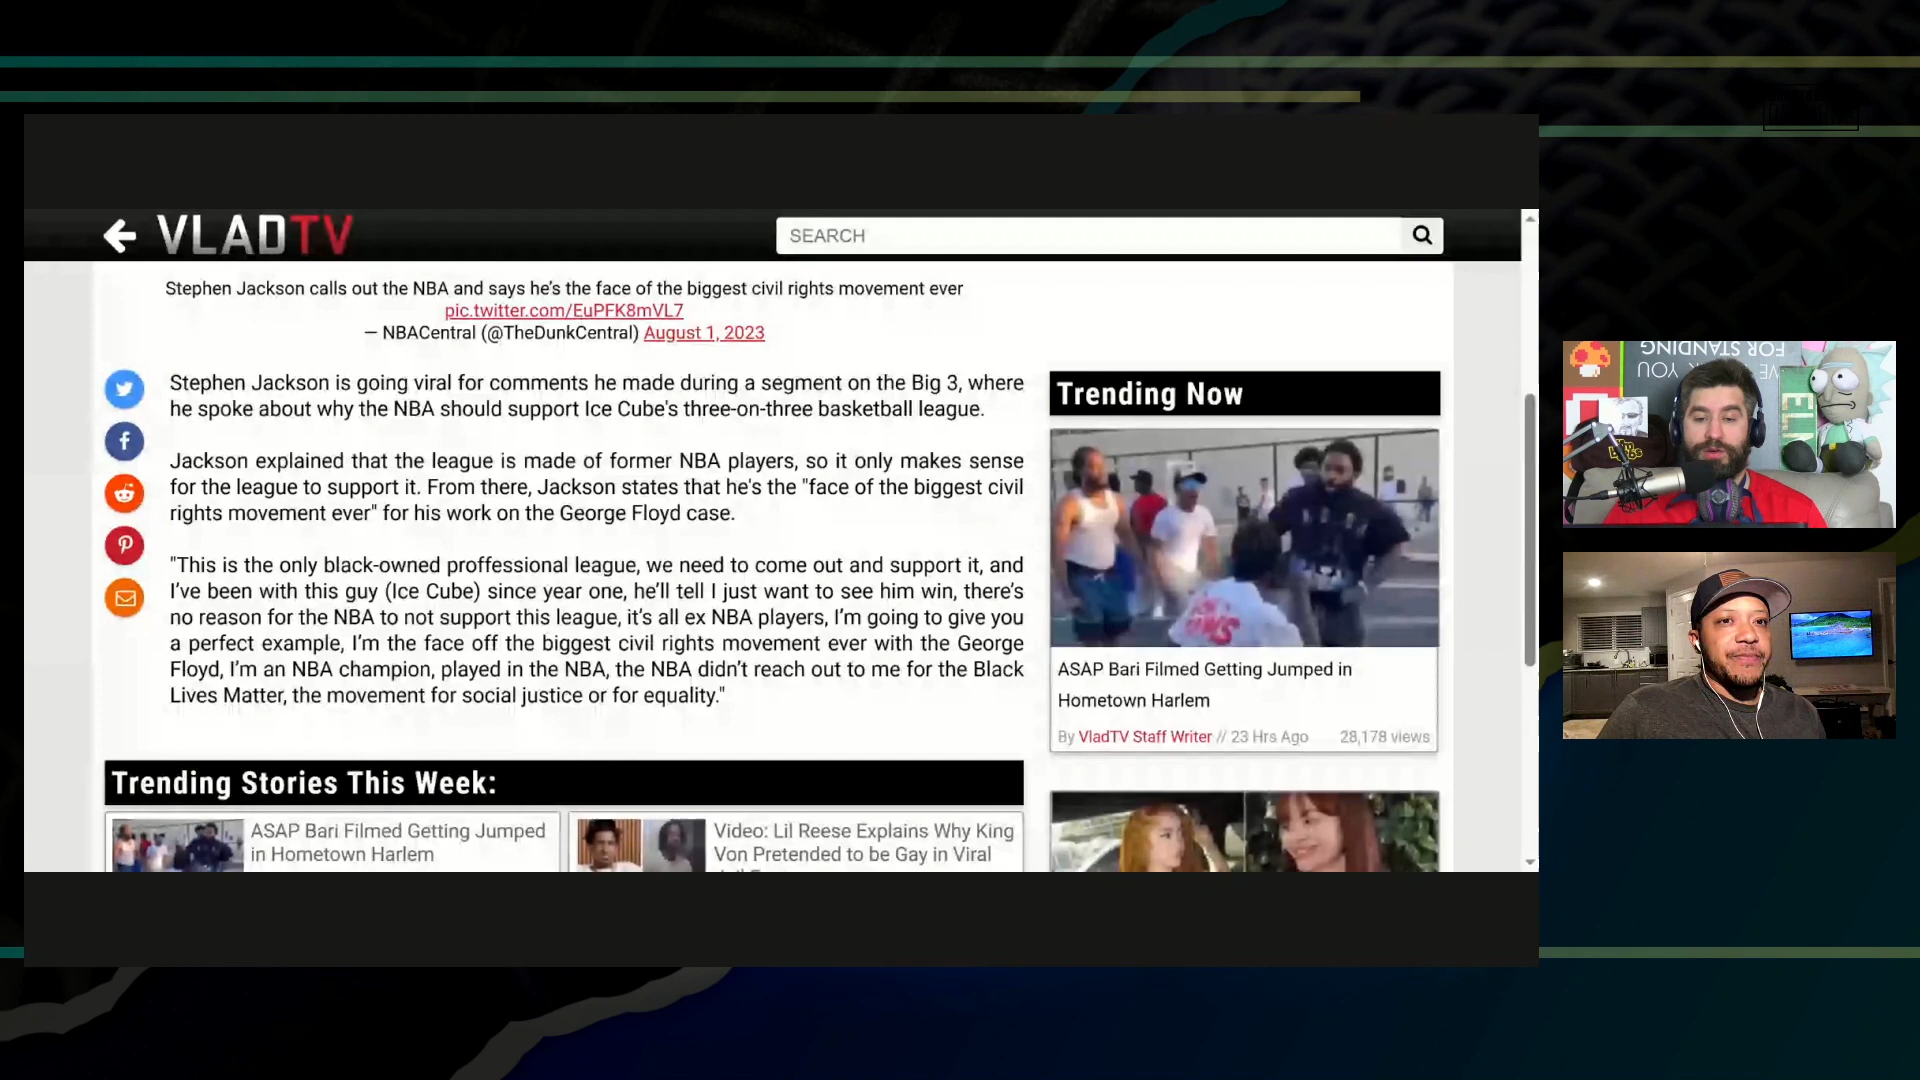 VLADTV
SEARCH
Stephen Jackson calls out the NBA and says he's the face of the biggest civil rights movement ever
pic.twitter.com/EuPFK8mVL7
— NBACentral (@TheDunkCentral) August 1, 2023
Stephen Jackson is going viral for comments he made during a segment on the Big 3, where
he spoke about why the NBA should support Ice Cube's three-on-three basketball league.
Jackson explained that the league is made of former NBA players, so it only makes sense
for the league to support it. From there, Jackson states that he's the "face of the biggest civil
rights movement ever" for his work on the George Floyd case.
"This is the only black-owned proffessional league, we need to come out and support it, and
I've been with this guy (Ice Cube) since year one, he'll tell I just want to see him win, there's
no reason for the NBA to not support this league, it's all ex NBA players, I'm going to give you
a perfect example, I'm the face off the biggest civil rights movement ever with the George
Floyd, I'm an NBA champion, played in the NBA, the NBA didn't reach out to me for the Black
Lives Matter, the movement for social justice or for equality."
Trending Now
ASAP Bari Filmed Getting Jumped in
Hometown Harlem
By VladTV Staff Writer // 23 Hrs Ago 28,178 views
Trending Stories This Week:
ASAP Bari Filmed Getting Jumped
in Hometown Harlem
Video: Lil Reese Explains Why King
Von Pretended to be Gay in Viral
FOR STANDING
YOU